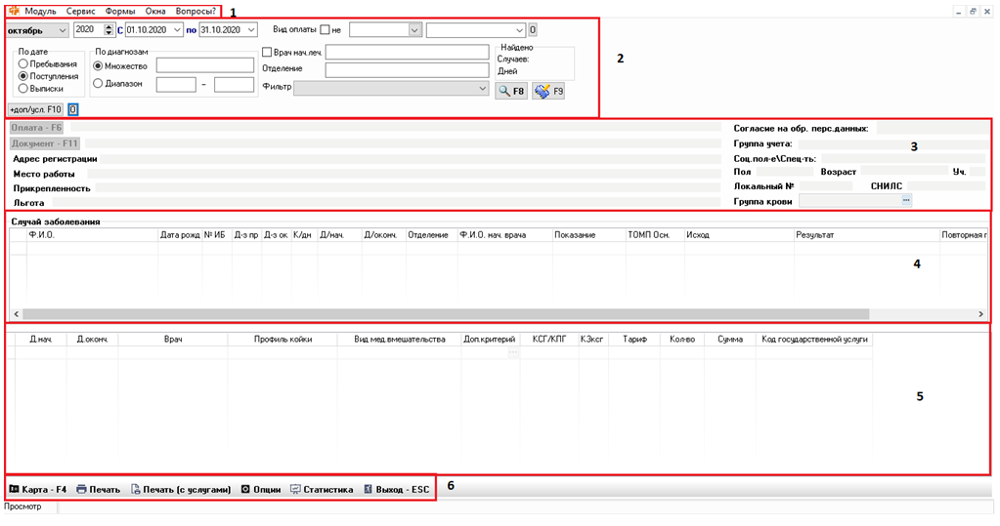 Модуль Сервис Формы Окна Вопросы? 1
октябрь 2020 С 01.10.2020 по 31.10.2020 Вид оплаты не 0
По дате По диагнозам Врач нач.леч. Найдено 2
Пребывания Множество Случаев:
Поступления Отделение Дней
Выписки Диапазон – Фильтр F8 F9
+доп/усл. F10 0
Оплата - F6 Согласие на обр. перс.данных:
Документ - F11 Группа учета: 3
Адрес регистрации Соц.пол-е\Спец-ть:
Место работы Пол Возраст Уч.
Прикрепленность Локальный № СНИЛС
Льгота Группа крови ...
Случай заболевания
Ф.И.О. Дата рожд № ИБ Д-з пр Д-з ок К/дн Д/нач. Д/оконч. Отделение Ф.И.О. нач. врача Показание ТОМП Осн. Исход Результат Повторная г
4
Д.нач. Д.оконч. Врач Профиль койки Вид мед.вмешательства Доп.критерий КСГ/КПГ КЗксг Тариф Кол-во Сумма Код государственной услуги
...
5
Карта - F4 Печать Печать (с услугами) Опции Статистика Выход - ESC 6
Просмотр